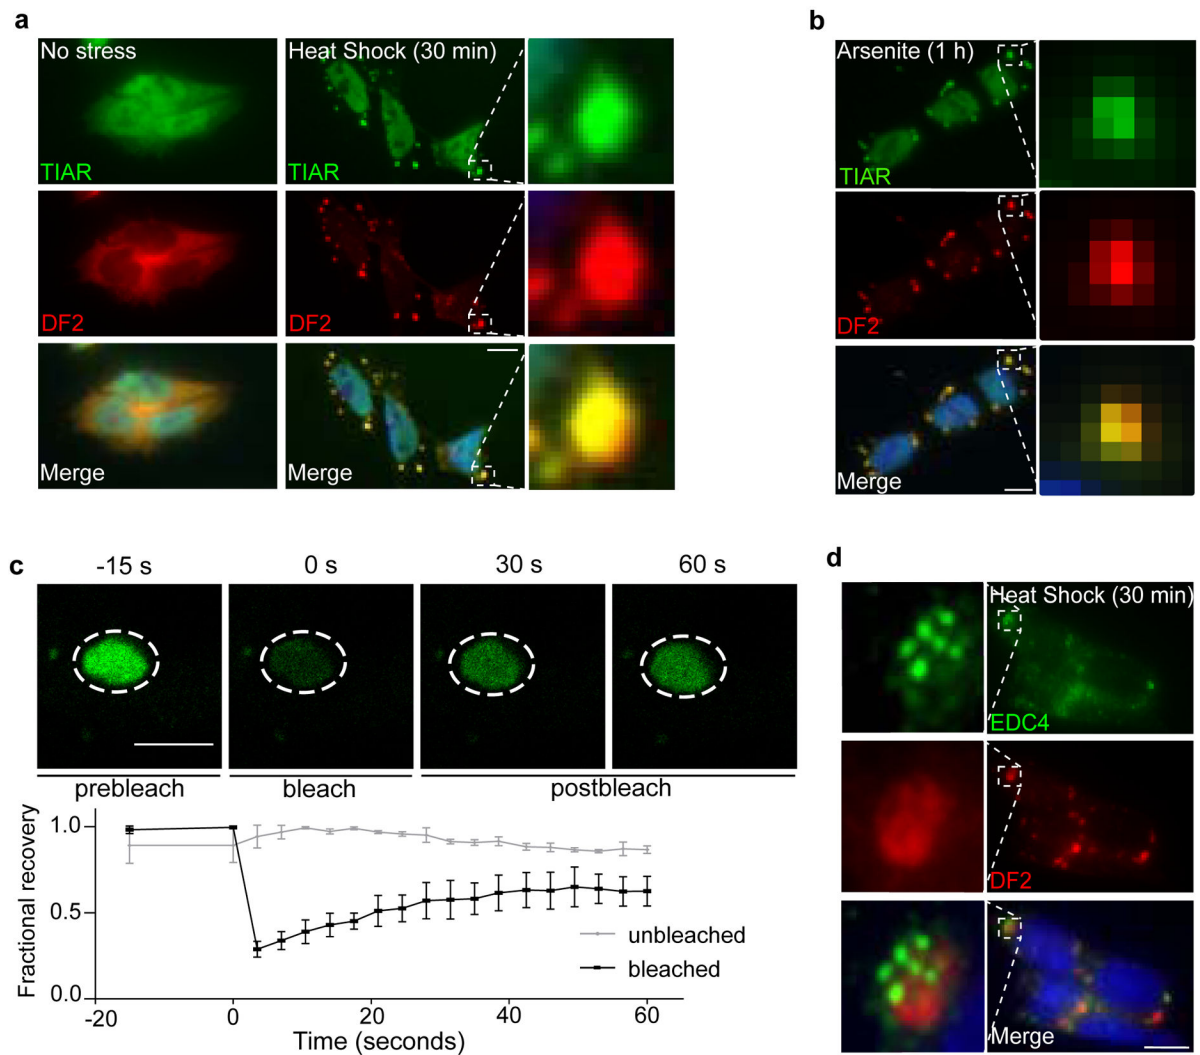 a
No stress
Heat Shock (30 min)
TIAR
TIAR
DF2
DF2
Merge
Merge
b
Arsenite (1 h)
TIAR
DF2
Merge
c
-15 s
0 s
30 s
60 s
prebleach
bleach
postbleach
Fractional recovery
1.0
0.5
0.0
unbleached
bleached
-20
0
20
40
60
Time (seconds)
d
Heat Shock (30 min)
EDC4
DF2
Merge